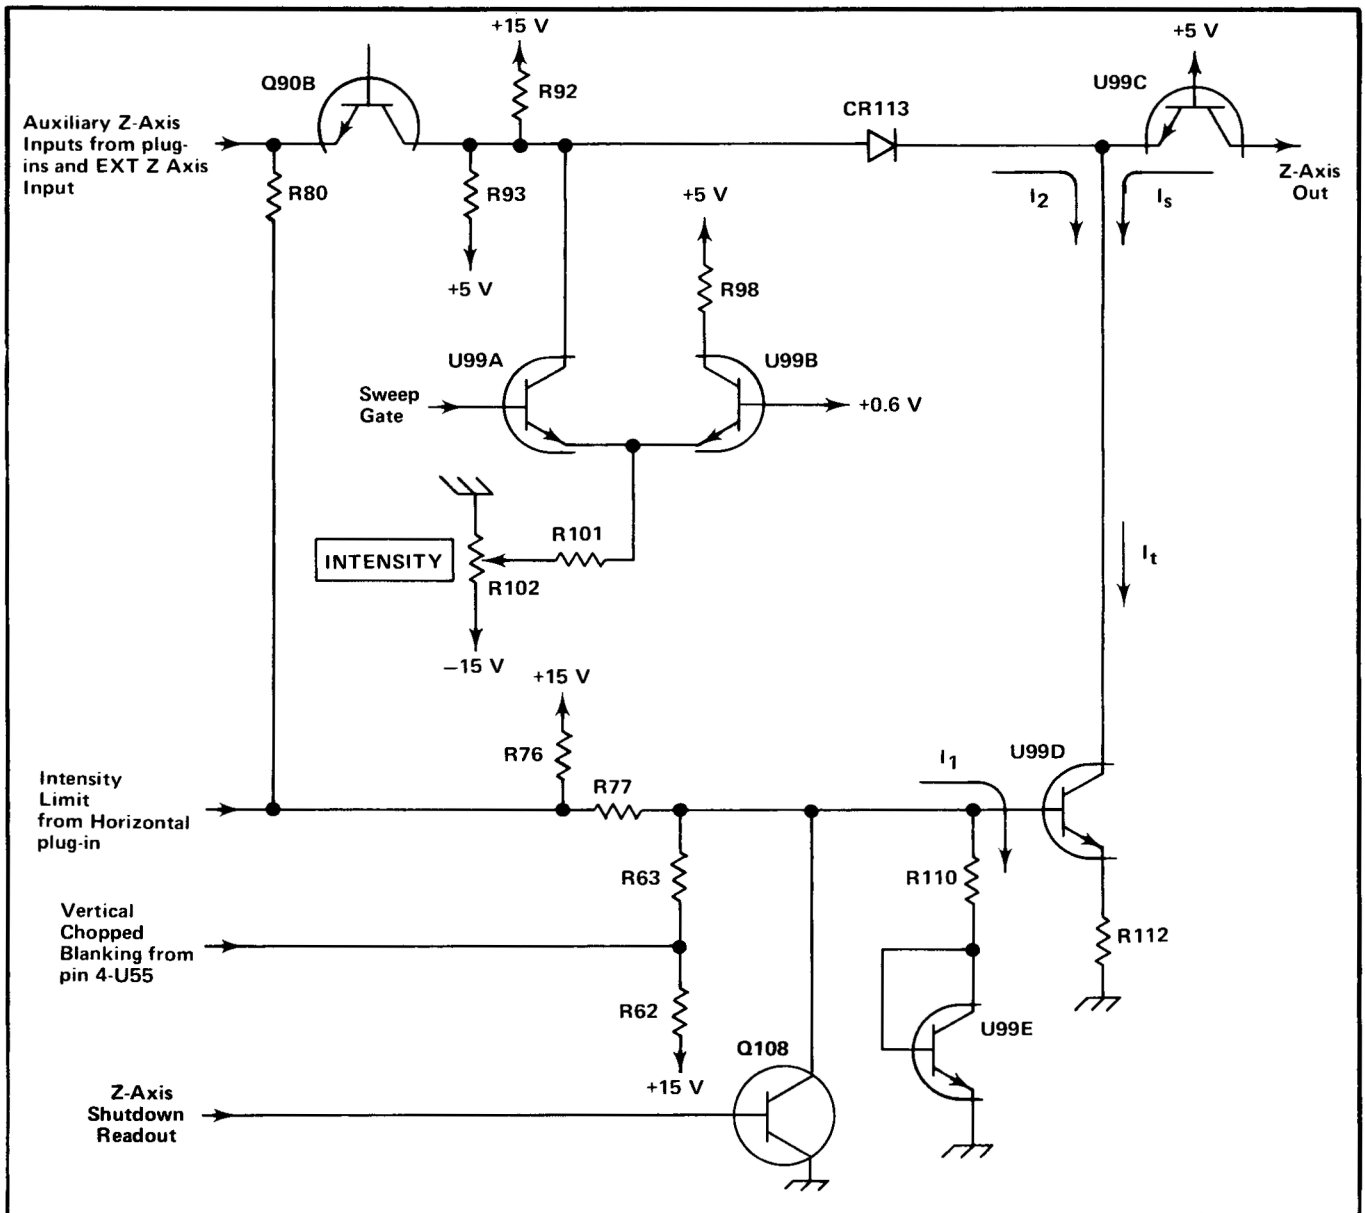 +15 V
+5 V
Q90B
R92
U99C
CR113
Auxiliary Z-Axis
Inputs from plug-
ins and EXT Z Axis
Input
R80
R93
+5 V
+5 V
I2
Is
Z-Axis
Out
R98
U99A
U99B
Sweep
Gate
+0.6 V
R101
INTENSITY
R102
It
−15 V
+15 V
R76
R77
I1
U99D
Intensity
Limit
from Horizontal
plug-in
R63
R110
Vertical
Chopped
Blanking from
pin 4-U55
R112
R62
U99E
Q108
+15 V
Z-Axis
Shutdown
Readout